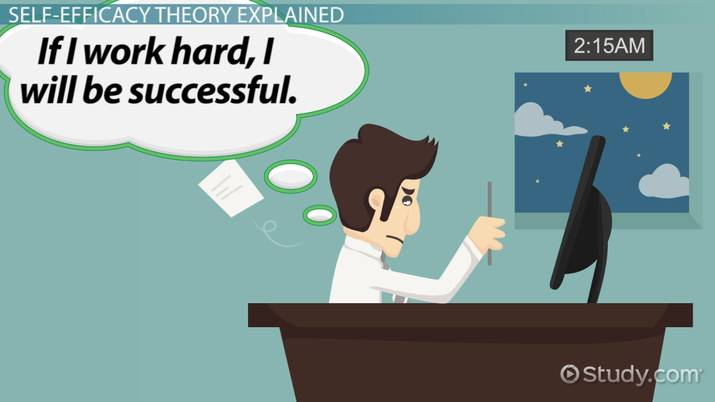 SELF-EFFICACY THEORY EXPLAINED
If I work hard, I
will be successful.
2:15AM
Study.com